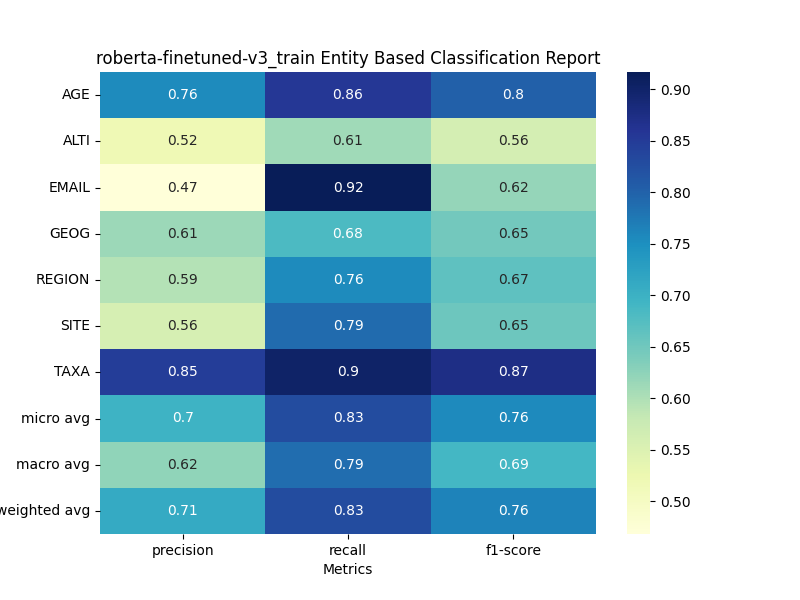 roberta-finetuned-v3_train Entity Based Classification Report
AGE 0.76 0.86 0.8
ALTI 0.52 0.61 0.56
EMAIL 0.47 0.92 0.62
GEOG 0.61 0.68 0.65
REGION 0.59 0.76 0.67
SITE 0.56 0.79 0.65
TAXA 0.85 0.9 0.87
micro avg 0.7 0.83 0.76
macro avg 0.62 0.79 0.69
weighted avg 0.71 0.83 0.76
precision recall f1-score
Metrics
0.90
0.85
0.80
0.75
0.70
0.65
0.60
0.55
0.50